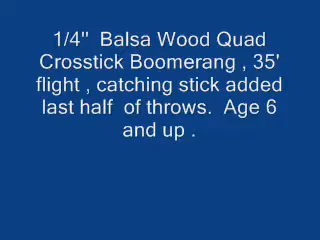 1/4"  Balsa Wood Quad
Crosstick Boomerang , 35'
flight , catching stick added
last half  of throws.  Age 6
and up .